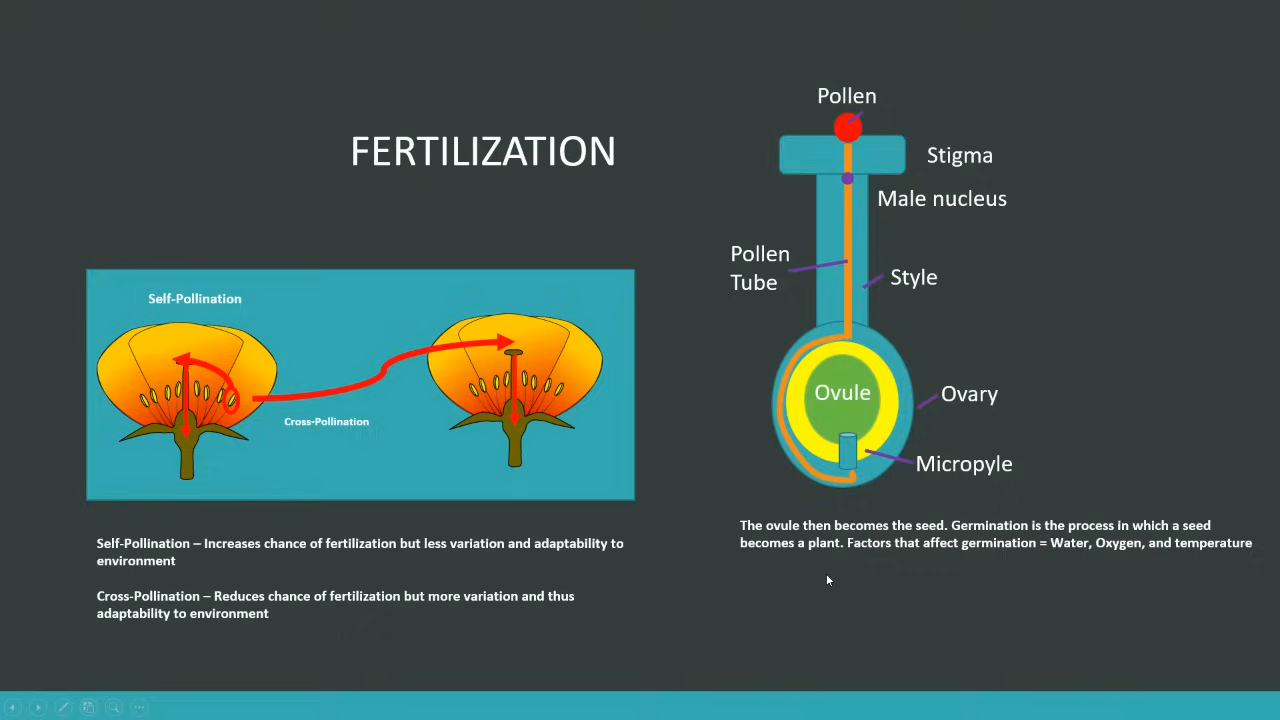 FERTILIZATION
Self-Pollination
Cross-Pollination
Self-Pollination – Increases chance of fertilization but less variation and adaptability to
environment
Cross-Pollination – Reduces chance of fertilization but more variation and thus
adaptability to environment
Pollen
Stigma
Male nucleus
Pollen
Tube
Style
Ovule
Ovary
Micropyle
The ovule then becomes the seed. Germination is the process in which a seed
becomes a plant. Factors that affect germination = Water, Oxygen, and temperature